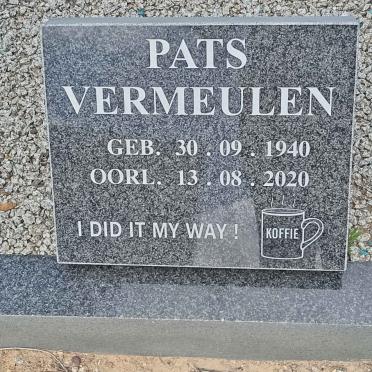 PATS
VERMEULEN
GEB. 30 . 09 . 1940
OORL. 13 . 08 . 2020
I DID IT MY WAY !
KOFFIE